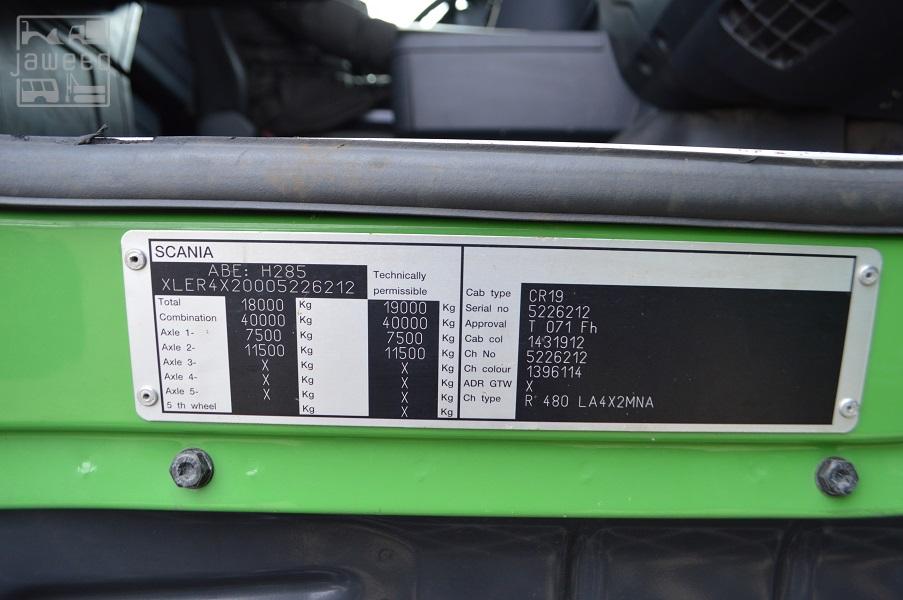 jaween
SCANIA
ABE: H285
XLER4X20005226212
Technically
permissible
Total 18000 Kg 19000 Kg
Combination 40000 Kg 40000 Kg
Axle 1- 7500 Kg 7500 Kg
Axle 2- 11500 Kg 11500 Kg
Axle 3- X Kg X Kg
Axle 4- X Kg X Kg
Axle 5- X Kg X Kg
5 th wheel Kg X Kg
Cab type CR19
Serial no 5226212
Approval T 071 Fh
Cab col 1431912
Ch No 5226212
Ch colour 1396114
ADR GTW X
Ch type R 480 LA4X2MNA